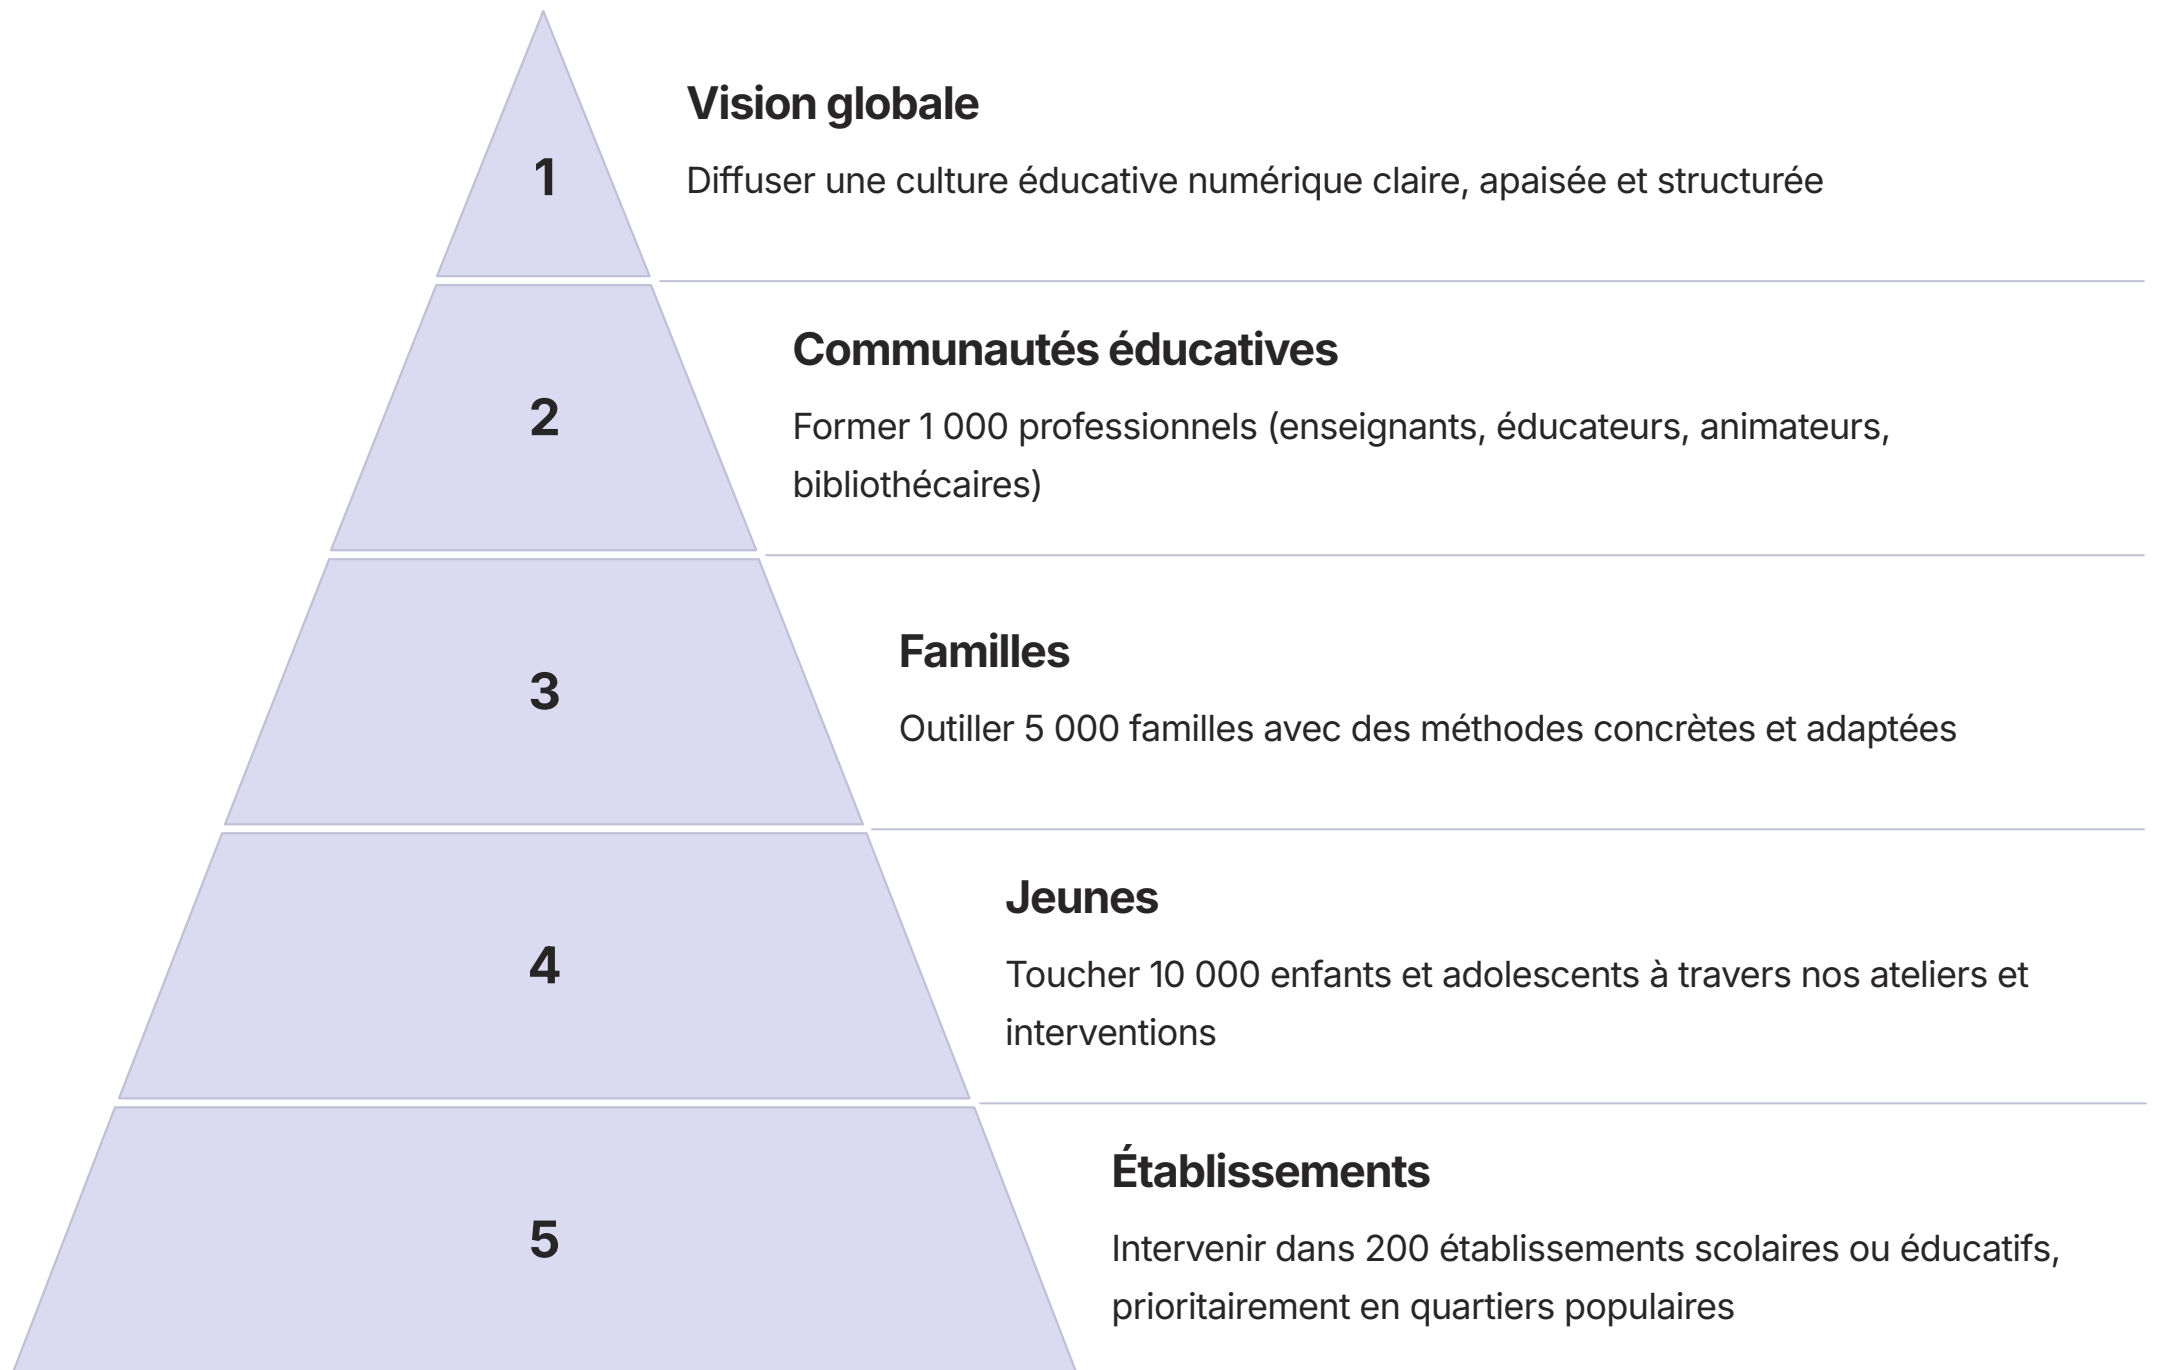 1
Vision globale
Diffuser une culture éducative numérique claire, apaisée et structurée
2
Communautés éducatives
Former 1 000 professionnels (enseignants, éducateurs, animateurs,
bibliothécaires)
3
Familles
Outiller 5 000 familles avec des méthodes concrètes et adaptées
4
Jeunes
Toucher 10 000 enfants et adolescents à travers nos ateliers et
interventions
5
Établissements
Intervenir dans 200 établissements scolaires ou éducatifs,
prioritairement en quartiers populaires